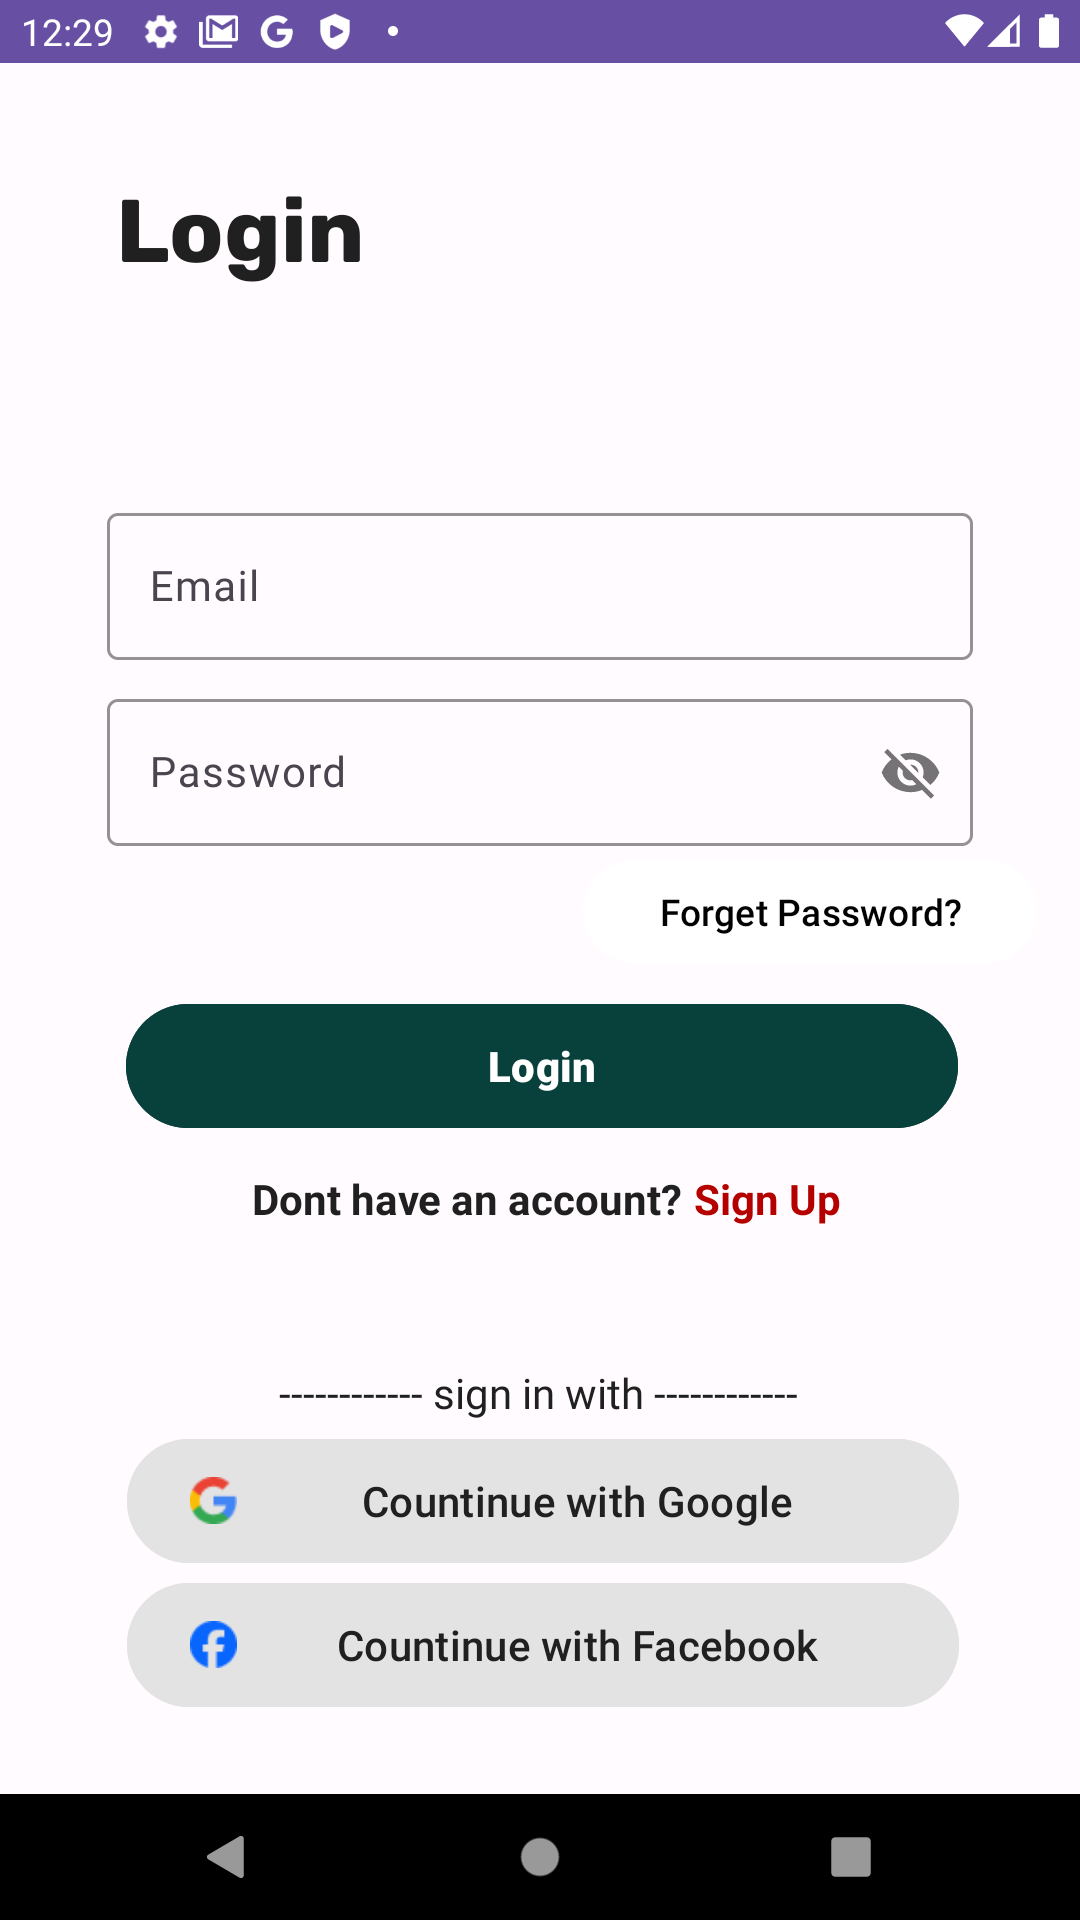 12:29
Login
Email
Password
Forget Password?
Login
Dont have an account? Sign Up
------------ sign in with ------------
Countinue with Google
Countinue with Facebook